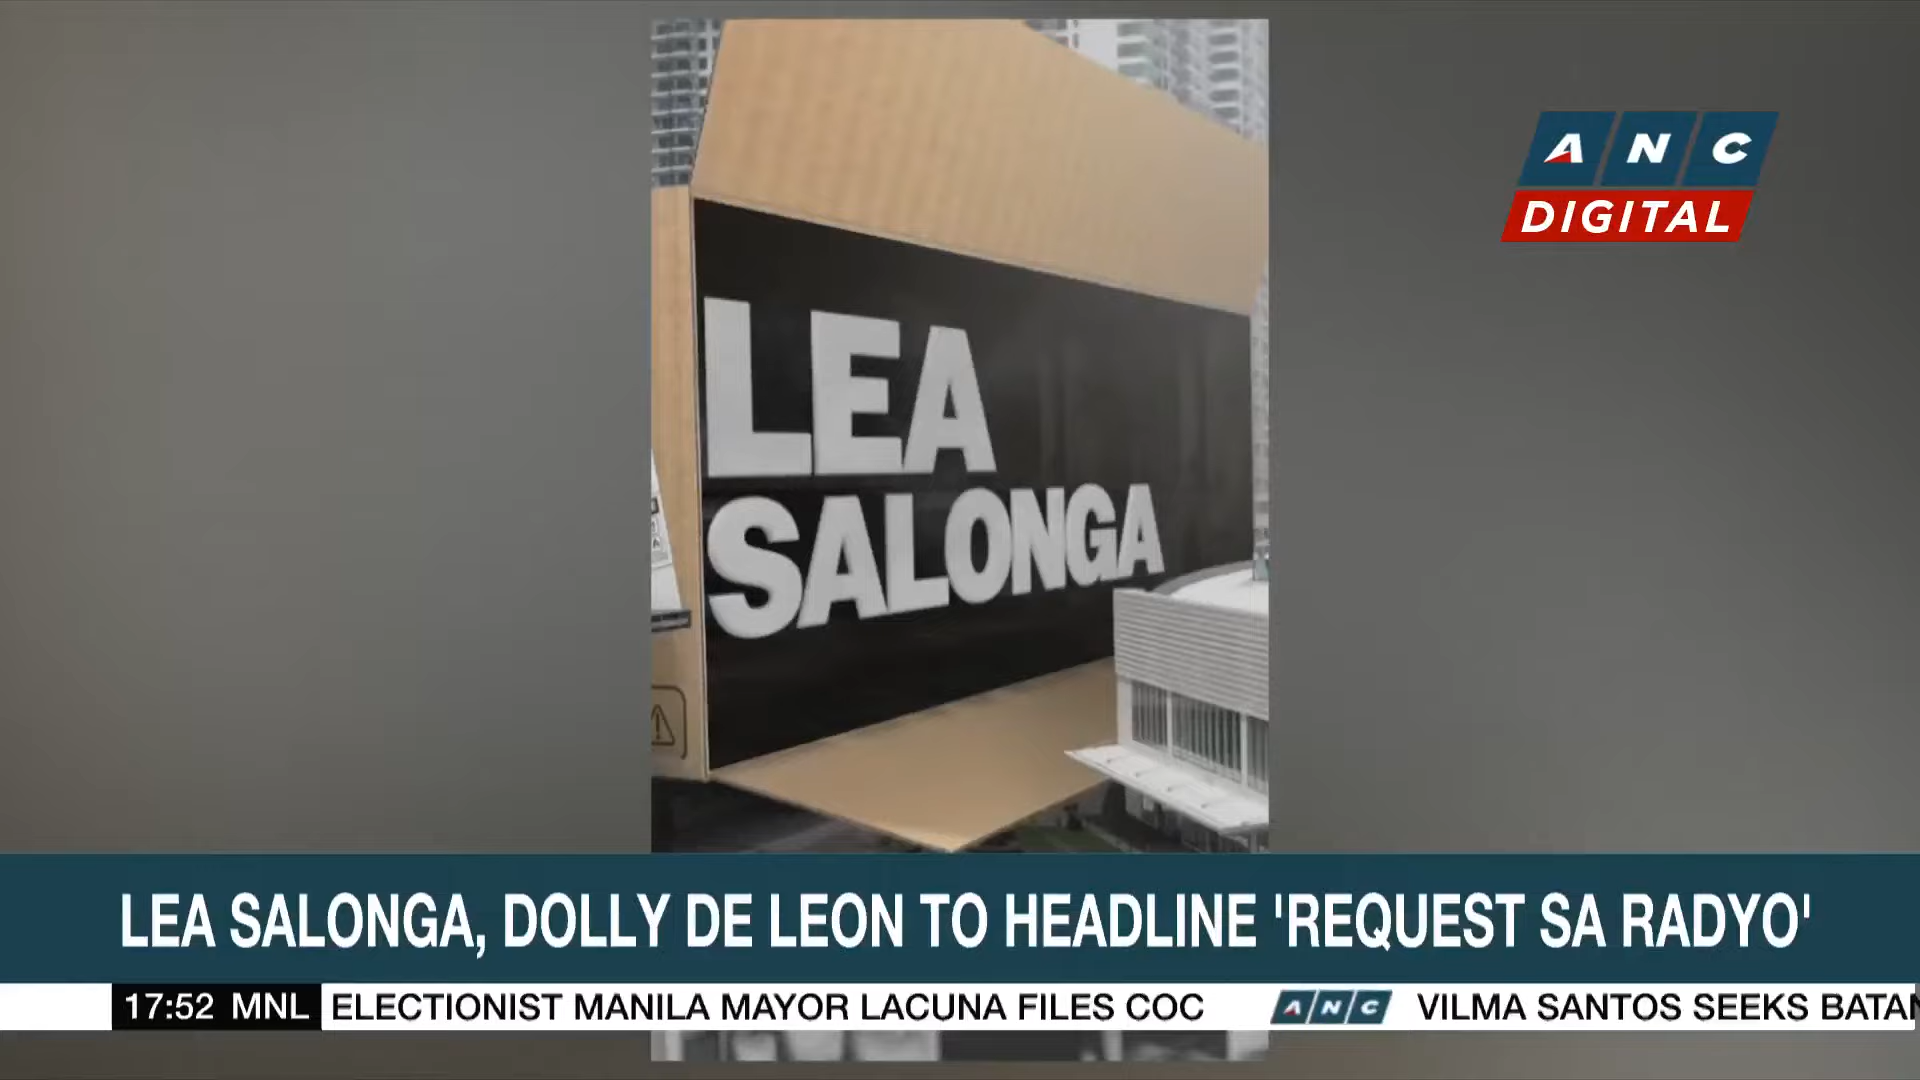 LEA
SALONGA
ANC
DIGITAL
LEA SALONGA, DOLLY DE LEON TO HEADLINE 'REQUEST SA RADYO'
17:52 MNL
ELECTIONIST MANILA MAYOR LACUNA FILES COC ANC VILMA SANTOS SEEKS BATAN